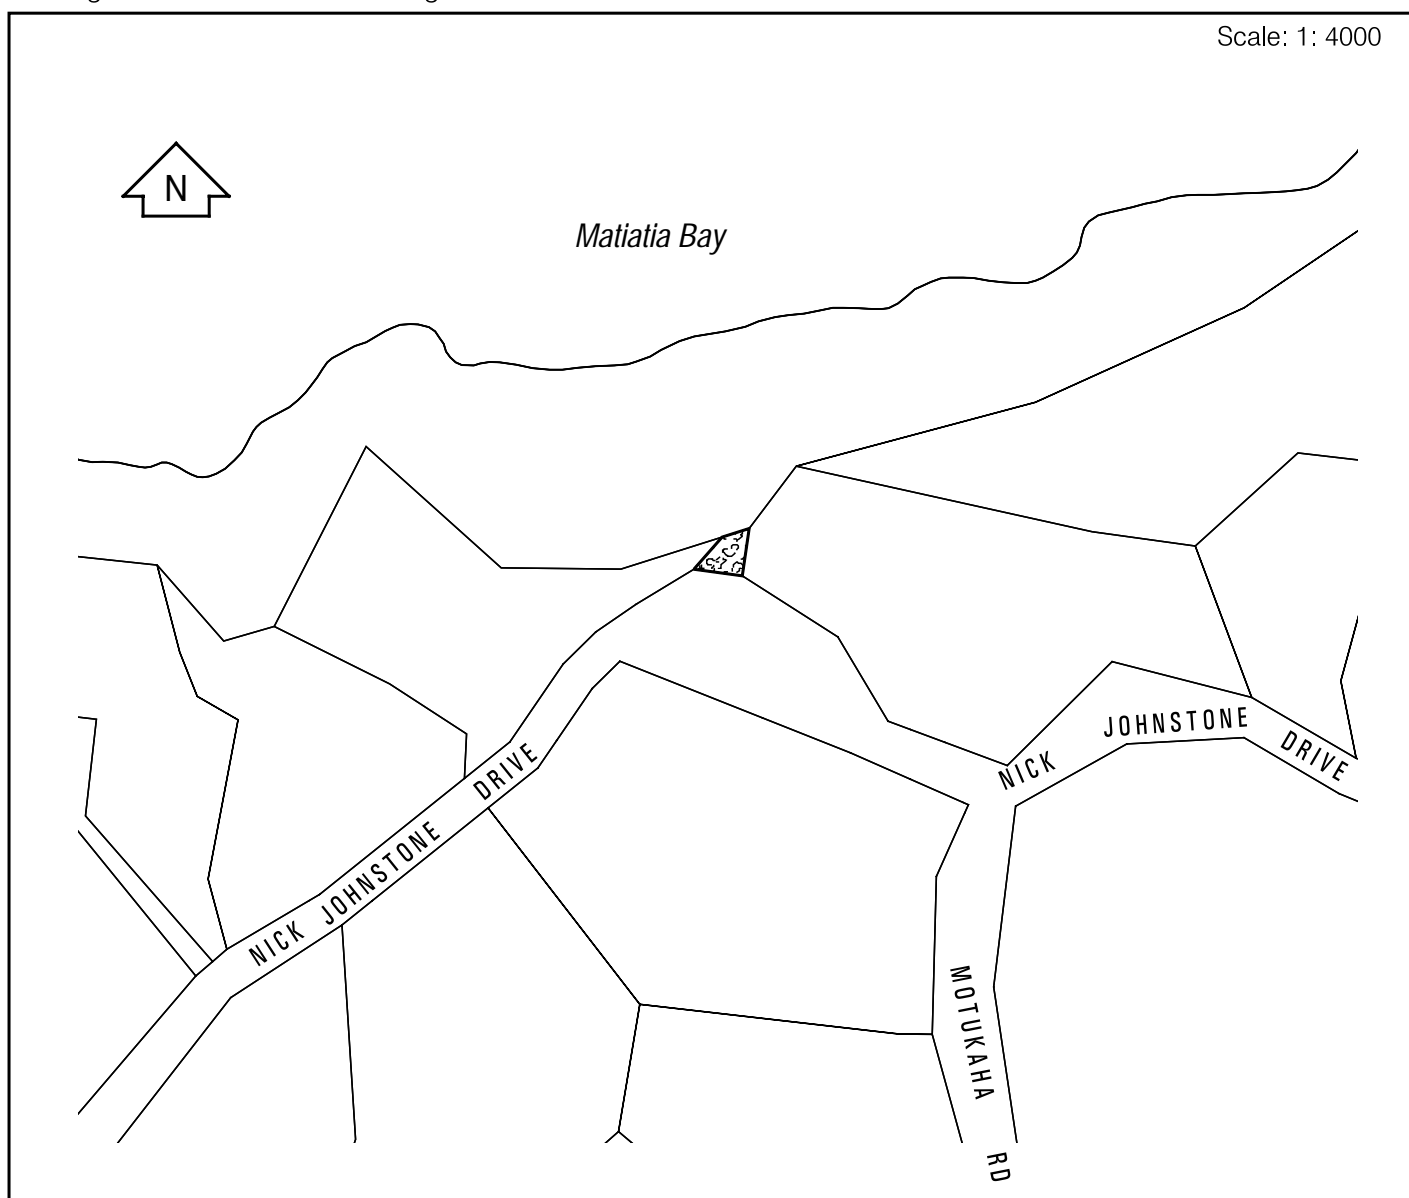 Scale: 1: 4000
N
Matiatia Bay
NICK JOHNSTONE DRIVE
NICK JOHNSTONE DRIVE
MOTUKAHA RD